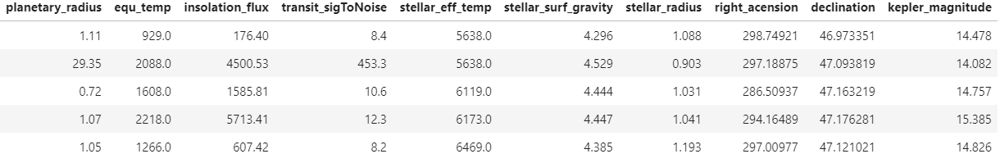 planetary_radius equ_temp insolation_flux transit_sigToNoise stellar_eff_temp stellar_surf_gravity stellar_radius right_acension declination kepler_magnitude
1.11 929.0 176.40 8.4 5638.0 4.296 1.088 298.74921 46.973351 14.478
29.35 2088.0 4500.53 453.3 5638.0 4.529 0.903 297.18875 47.093819 14.082
0.72 1608.0 1585.81 10.6 6119.0 4.444 1.031 286.50937 47.163219 14.757
1.07 2218.0 5713.41 12.3 6173.0 4.447 1.041 294.16489 47.176281 15.385
1.05 1266.0 607.42 8.2 6469.0 4.385 1.193 297.00977 47.121021 14.826